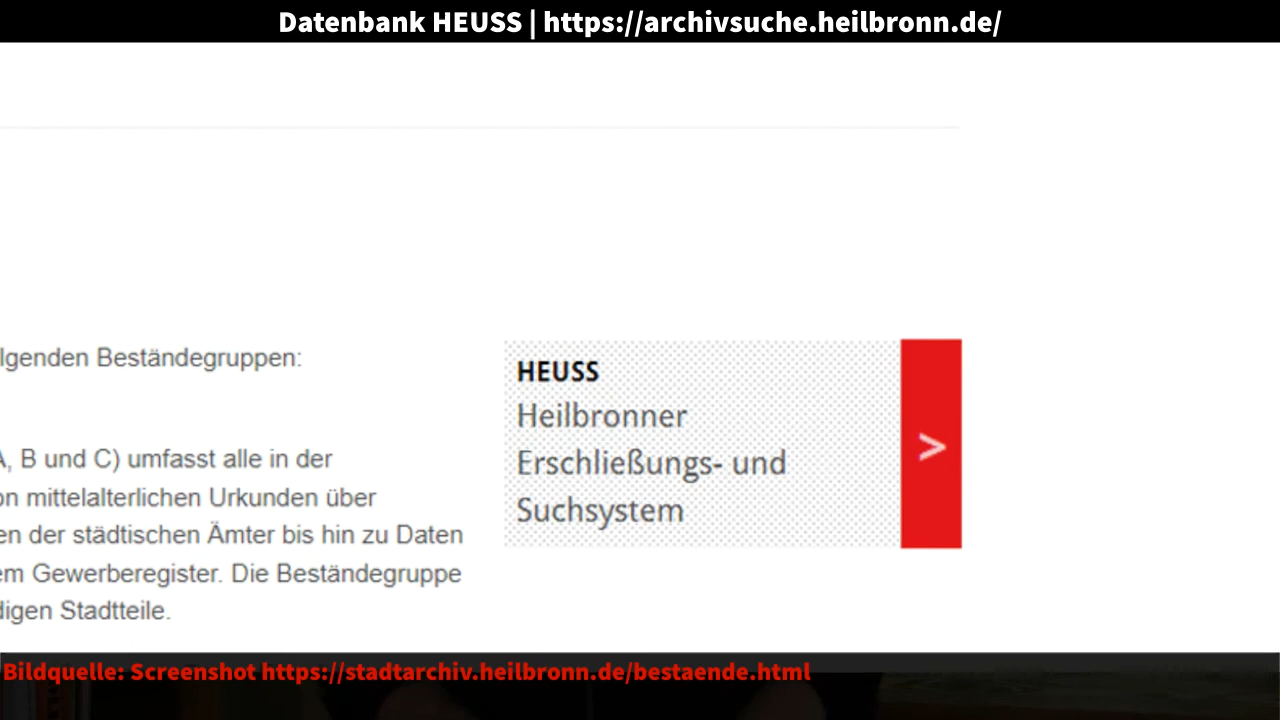 Datenbank HEUSS | https://archivsuche.heilbronn.de/
lgenden Beständegruppen:
A, B und C) umfasst alle in der
on mittelalterlichen Urkunden über
en der städtischen Ämter bis hin zu Daten
em Gewerberegister. Die Beständegruppe
digen Stadtteile.
HEUSS
Heilbronner
Erschließungs- und
Suchsystem
>
Bildquelle: Screenshot https://stadtarchiv.heilbronn.de/bestaende.html